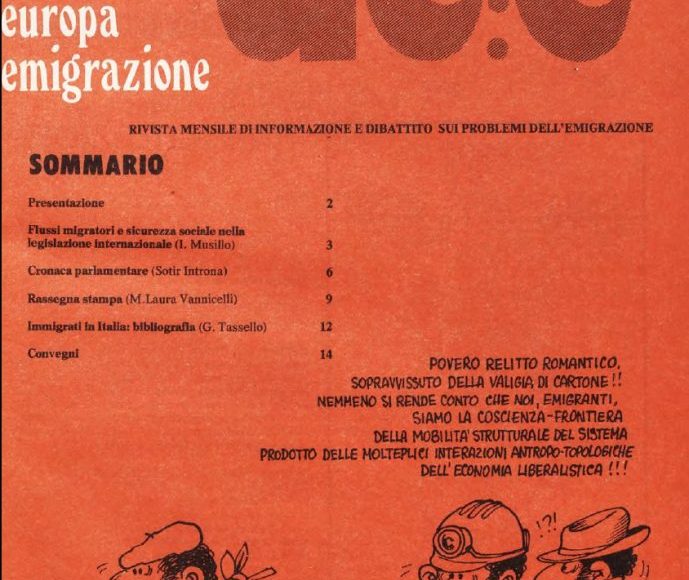 europa
emigrazione
RIVISTA MENSILE DI INFORMAZIONE E DIBATTITO SUI PROBLEMI DELL'EMIGRAZIONE
SOMMARIO
Presentazione 2
Flussi migratori e sicurezza sociale nella
legislazione internazionale (I. Musillo) 3
Cronaca parlamentare (Sotir Introna) 6
Rassegna stampa (M.Laura Vannicelli) 9
Immigrati in Italia: bibliografia (G. Tassello) 12
Convegni 14
POVERO RELITTO ROMANTICO,
SOPRAVVISSUTO DELLA VALIGIA DI CARTONE!!
NEMMENO SI RENDE CONTO CHE NOI, EMIGRANTI,
SIAMO LA COSCIENZA-FRONTIERA
DELLA MOBILITA' STRUTTURALE DEL SISTEMA
PRODOTTO DELLE MOLTEPLICI INTERAZIONI ANTROPO-TOPOLOGICHE
DELL'ECONOMIA LIBERALISTICA!!!
!?!